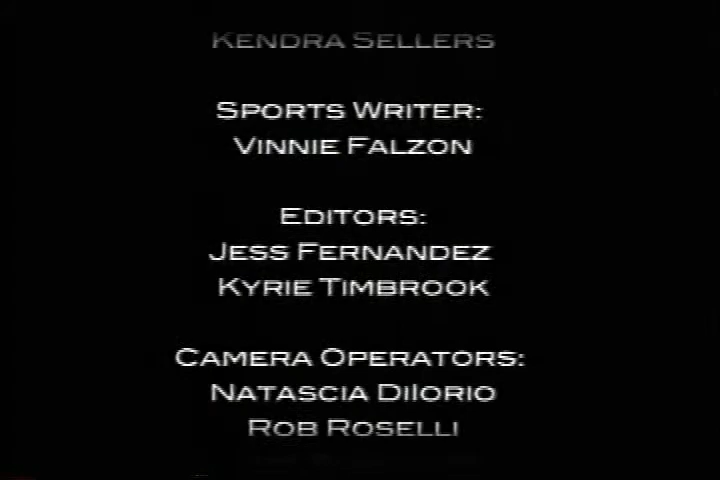 Kendra Sellers
Sports Writer:
Vinnie Falzon
Editors:
Jess Fernandez
Kyrie Timbrook
Camera Operators:
Natascia DiIorio
Rob Roselli